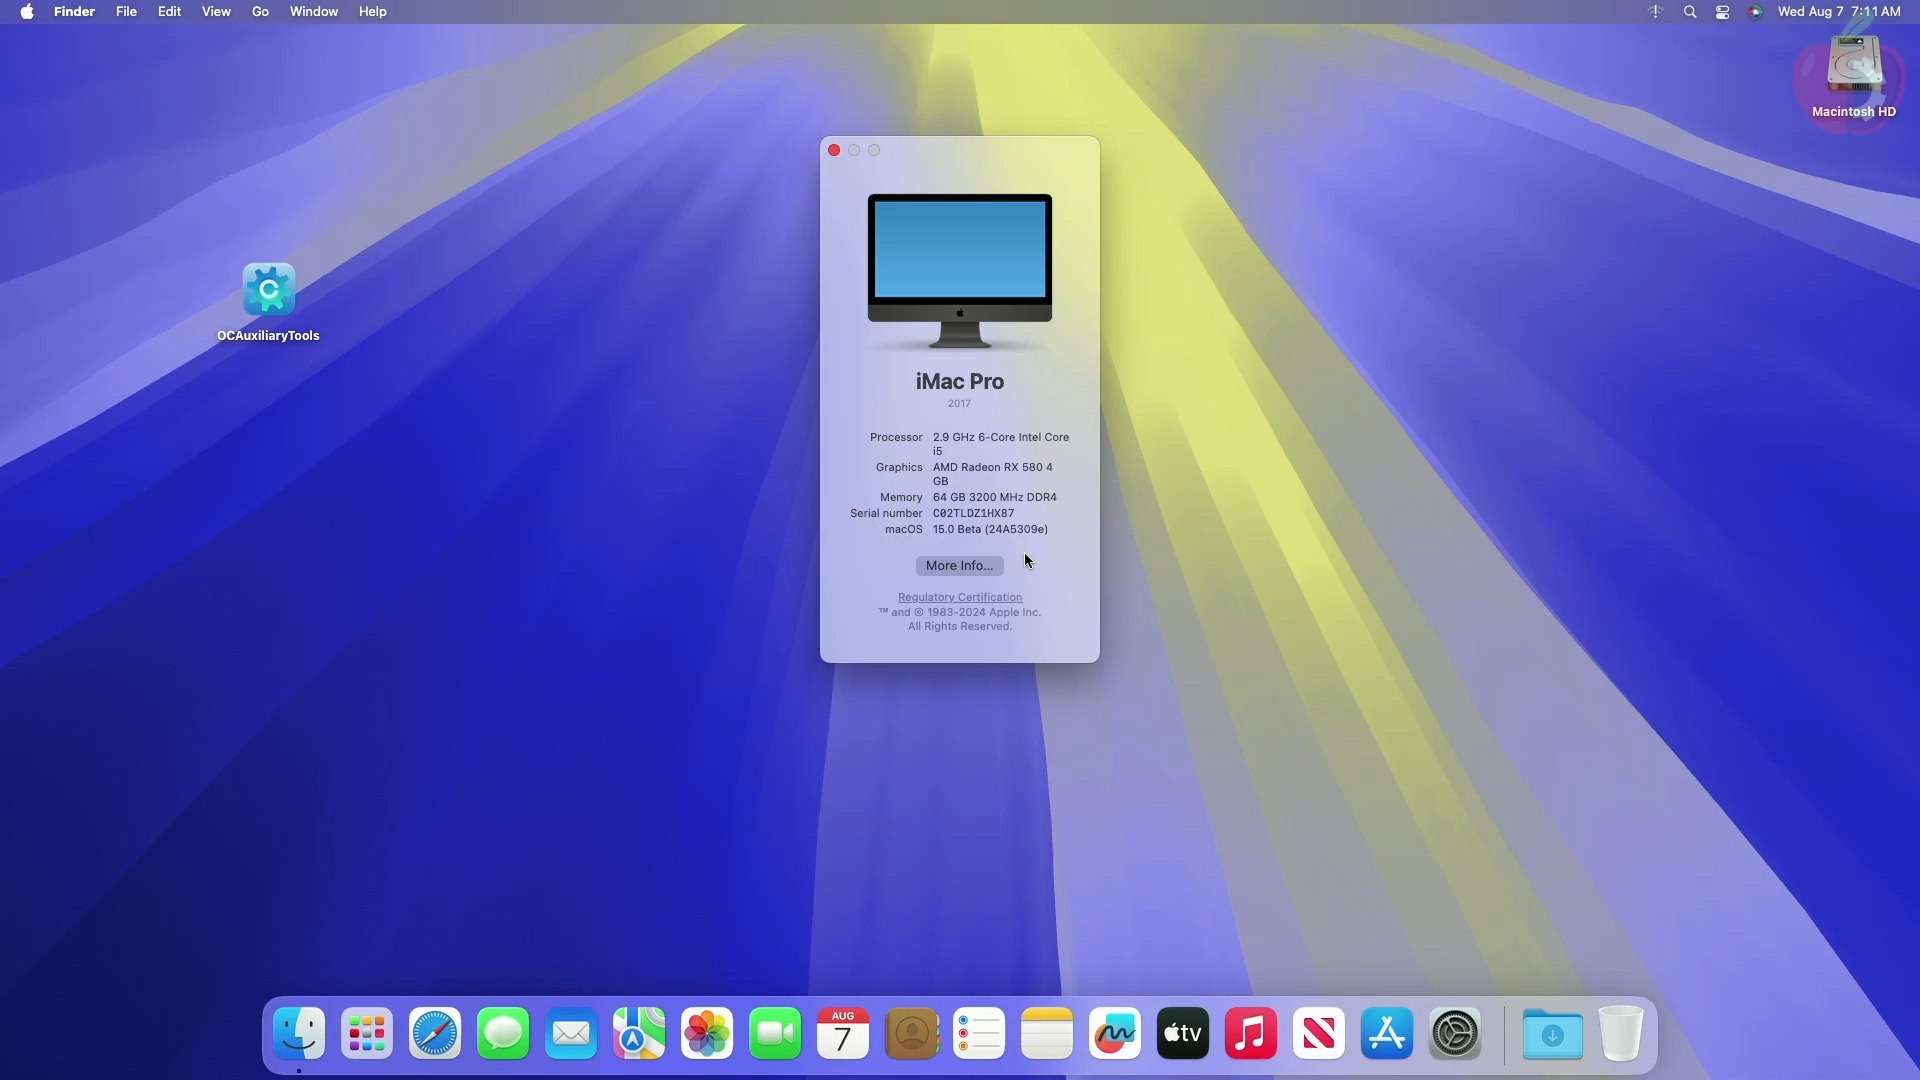 Finder File Edit View Go Window Help
Wed Aug 7 7:11 AM
Macintosh HD
OCAuxiliaryTools
iMac Pro
2017
Processor 2.9 GHz 6-Core Intel Core
i5
Graphics AMD Radeon RX 580 4
GB
Memory 64 GB 3200 MHz DDR4
Serial number C02TLDZ1HX87
macOS 15.0 Beta (24A5309e)
More Info...
Regulatory Certification
™ and © 1983-2024 Apple Inc.
All Rights Reserved.
AUG
7
tv